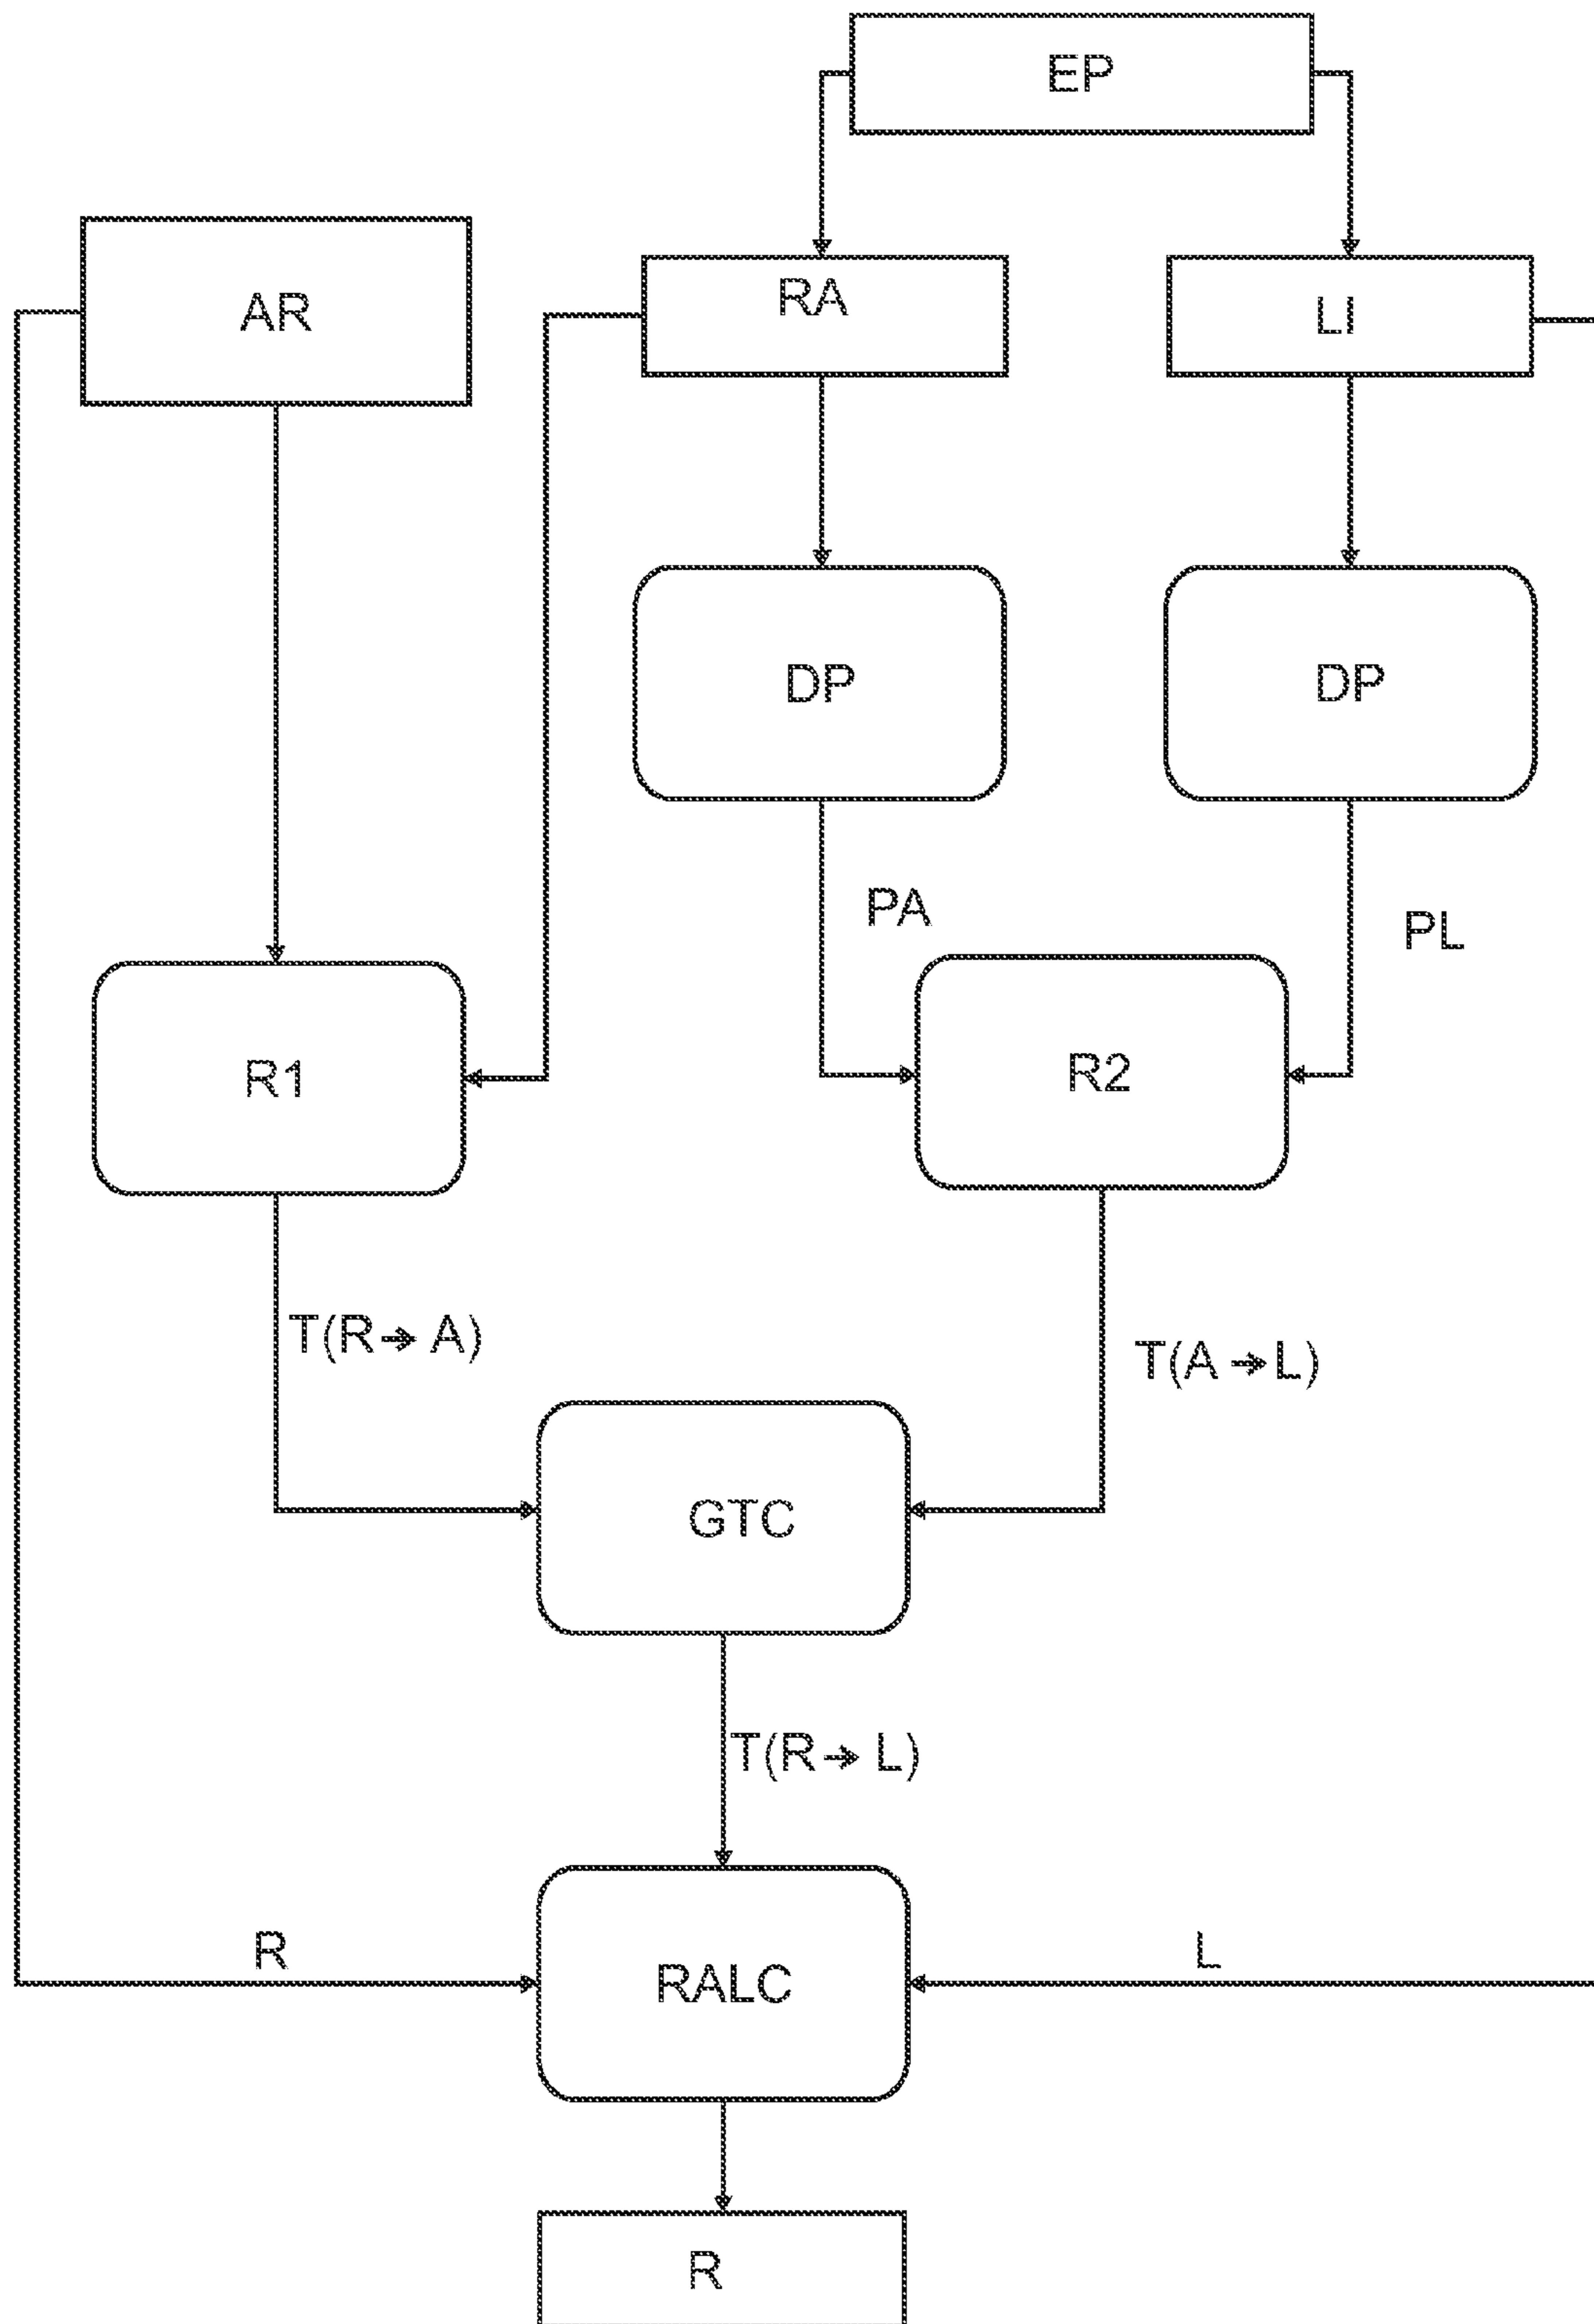 EP
AR
RA
LI
DP
DP
PA
PL
R1
R2
T(R→ A)
T(A →L)
GTC
T(R→ L)
R
L
RALC
R